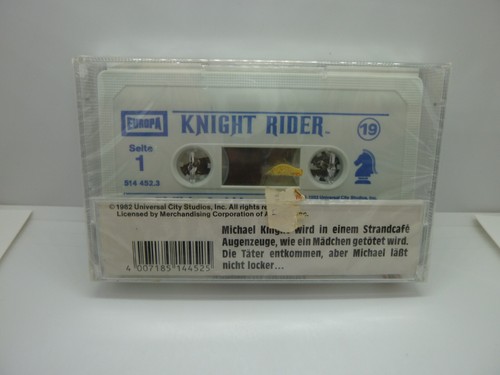 EUROPA
KNIGHT RIDER
19
Seite
1
514 452.3
© 1982 Universal City Studios, Inc. All rights re
Licensed by Merchandising Corporation of A
Inc.
Michael Knight wird in einem Strandcafé
Augenzeuge, wie ein Mädchen getötet wird.
Die Täter entkommen, aber Michael läßt
nicht locker...
4 007185 144525